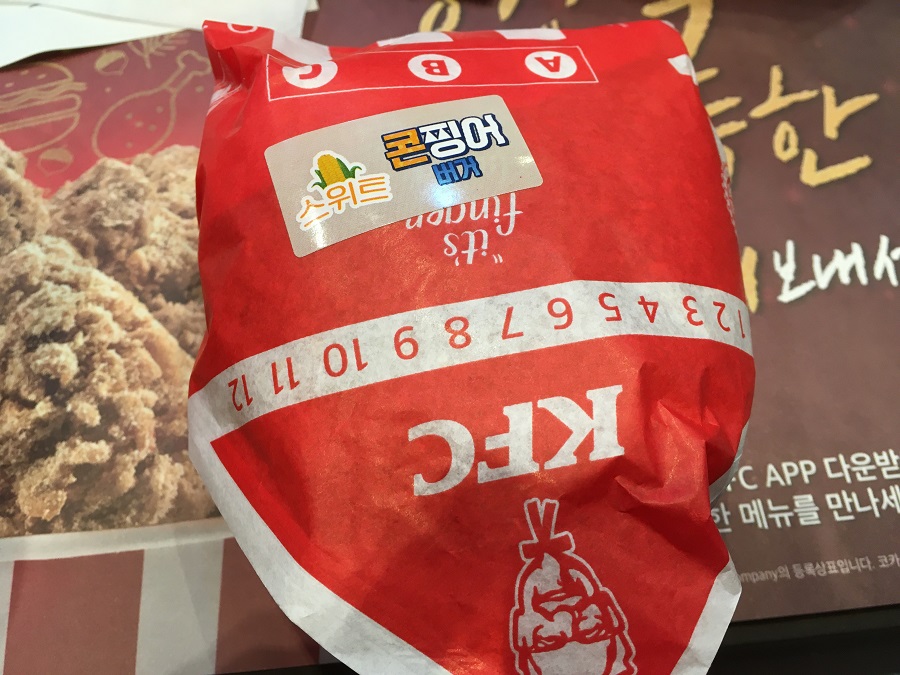 C B A
콘찡어
버거
스위트
"it's
finger
1 2 3 4 5 6 7 8 9 10 11 12
KFC
한
보내서
FC APP 다운받
한 메뉴를 만나세
ompany의 등록상표입니다. 코카